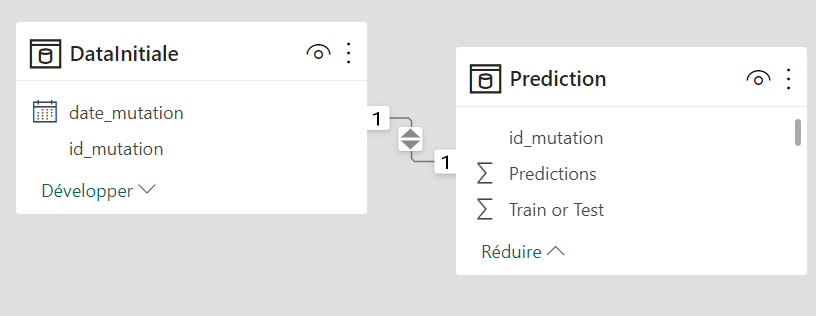 DataInitiale
date_mutation
id_mutation
Développer
1
1
Prediction
id_mutation
Predictions
Train or Test
Réduire